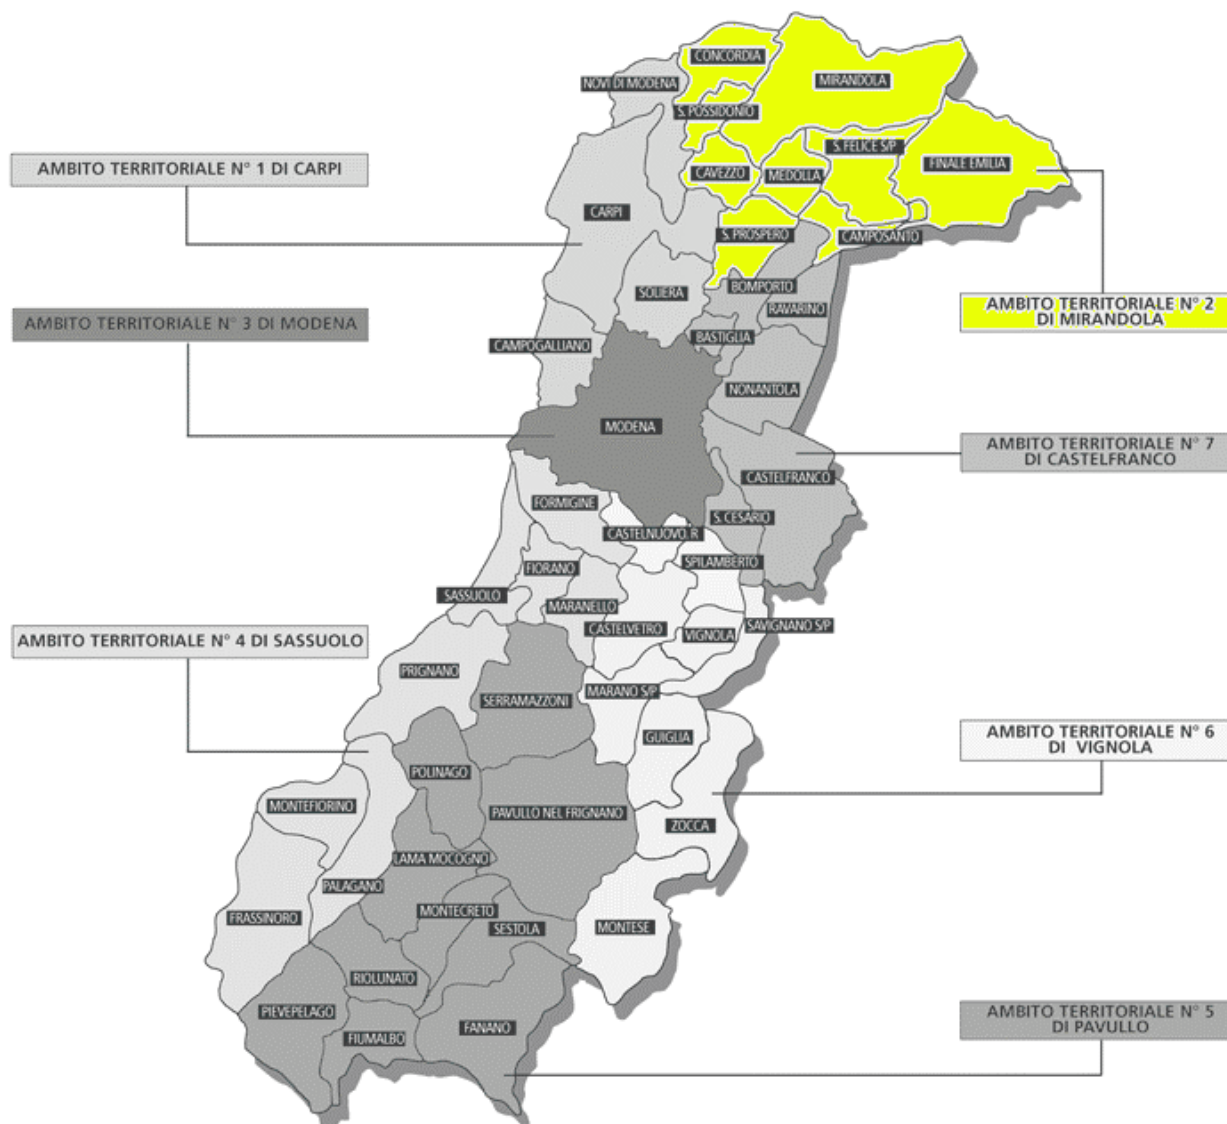 CONCORDIA
MIRANDOLA
NOVI DI MODENA
S. POSSIDONIO
S. FELICE S/P
FINALE EMILIA
AMBITO TERRITORIALE N° 1 DI CARPI
CAVEZZO
MEDOLLA
CARPI
S. PROSPERO
CAMPOSANTO
SOLIERA
BOMPORTO
RAVARINO
AMBITO TERRITORIALE N° 2
DI MIRANDOLA
AMBITO TERRITORIALE N° 3 DI MODENA
BASTIGLIA
CAMPOGALLIANO
NONANTOLA
MODENA
AMBITO TERRITORIALE N° 7
DI CASTELFRANCO
CASTELFRANCO
FORMIGINE
S. CESARIO
CASTELNUOVO. R
SPILAMBERTO
FIORANO
SASSUOLO
MARANELLO
CASTELVETRO
VIGNOLA
SAVIGNANO S/P
AMBITO TERRITORIALE N° 4 DI SASSUOLO
PRIGNANO
SERRAMAZZONI
MARANO S/P
GUIGLIA
AMBITO TERRITORIALE N° 6
DI VIGNOLA
POLINAGO
MONTEFIORINO
PAVULLO NEL FRIGNANO
ZOCCA
LAMA MOCOGNO
PALAGANO
FRASSINORO
MONTECRETO
SESTOLA
MONTESE
RIOLUNATO
PIEVEPELAGO
FIUMALBO
FANANO
AMBITO TERRITORIALE N° 5
DI PAVULLO